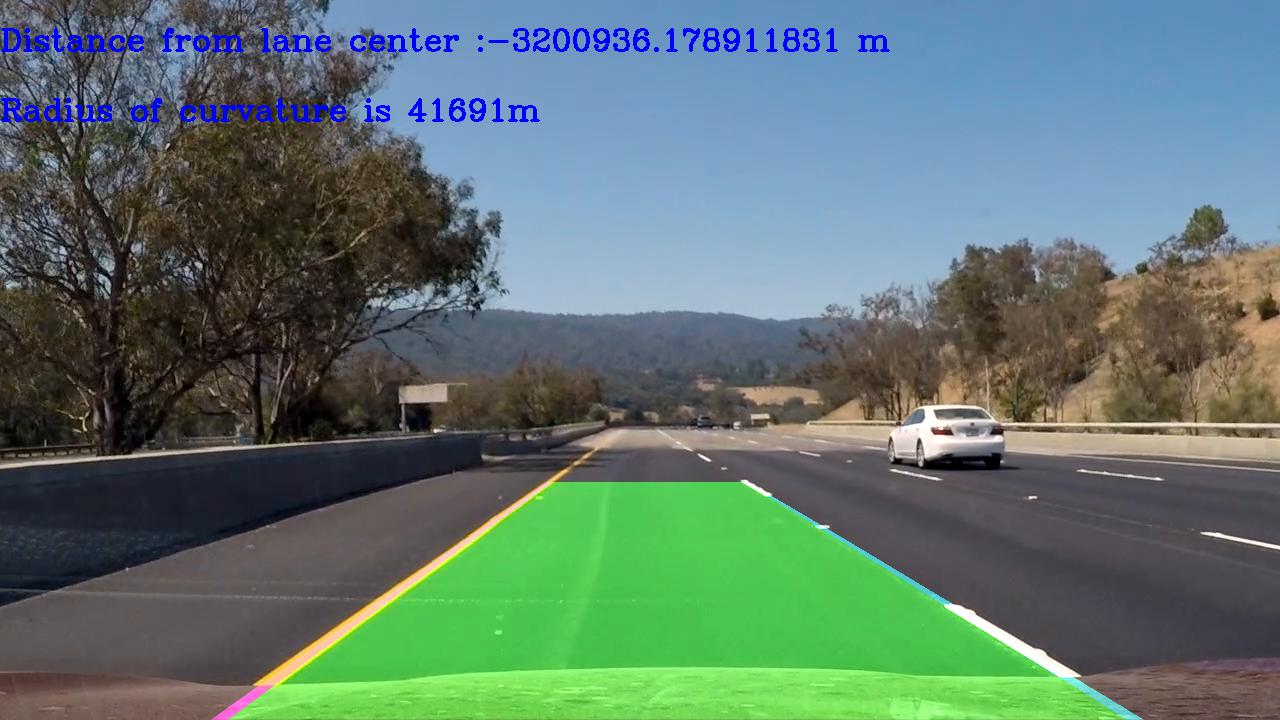 Distance from lane center :-3200936.178911831 m
Radius of curvature is 41691m